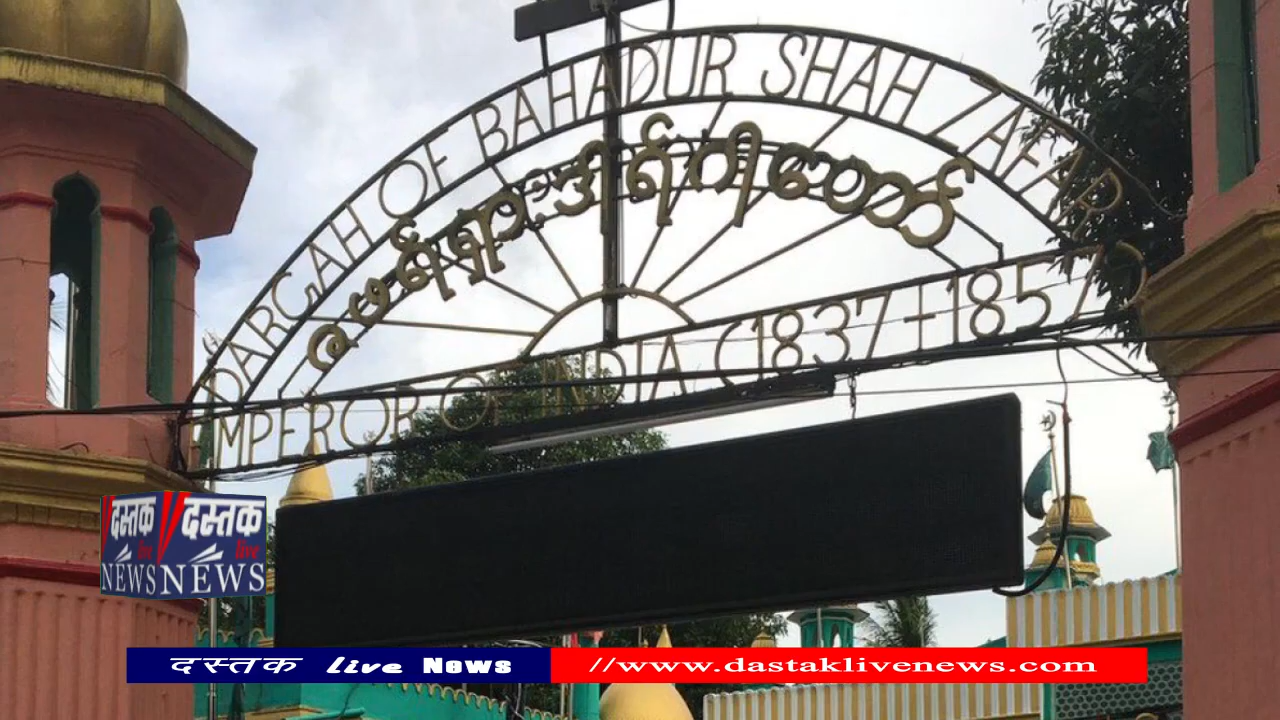 DARGAH OF BAHADUR SHAH ZAFAR
EMPEROR OF INDIA (1837-1857)
दस्तक दस्तक
live live
NEWS NEWS
दस्तक live News //www.dastaklivenews.com